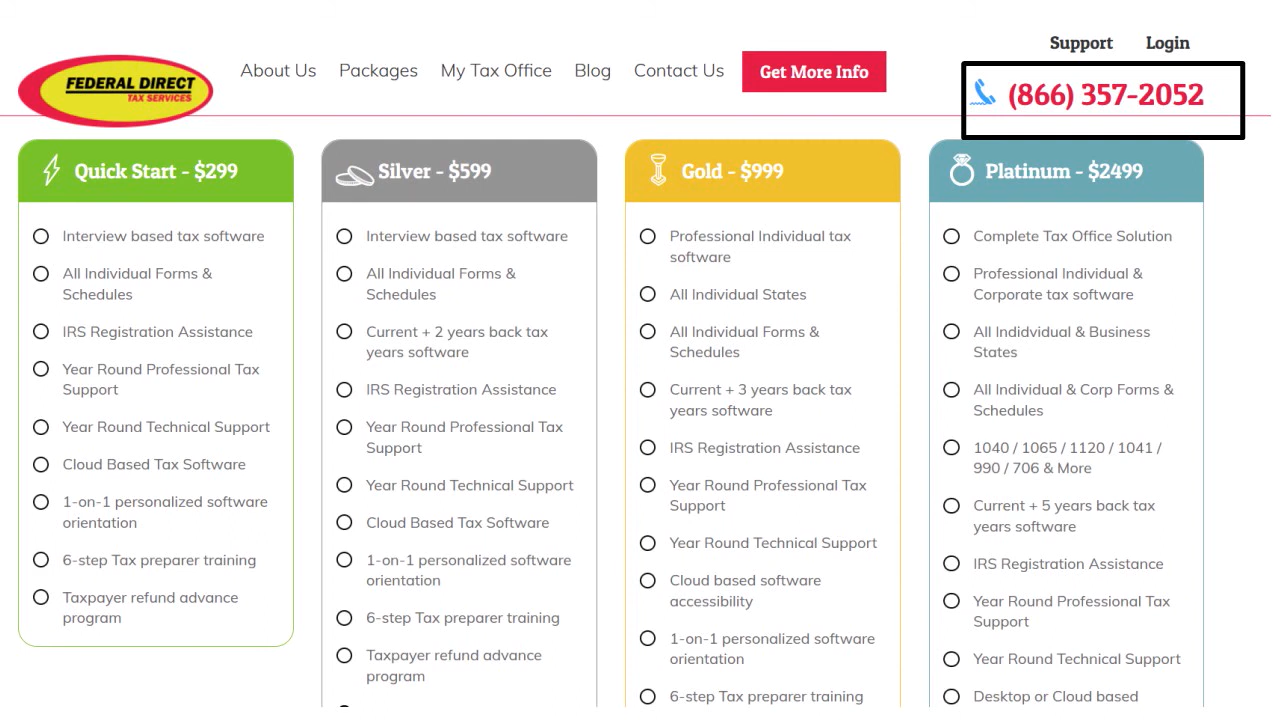 Support Login
FEDERAL DIRECT
TAX SERVICES
About Us Packages My Tax Office Blog Contact Us Get More Info
(866) 357-2052
Quick Start - $299
Interview based tax software
All Individual Forms &
Schedules
IRS Registration Assistance
Year Round Professional Tax
Support
Year Round Technical Support
Cloud Based Tax Software
1-on-1 personalized software
orientation
6-step Tax preparer training
Taxpayer refund advance
program
Silver - $599
Interview based tax software
All Individual Forms &
Schedules
Current + 2 years back tax
years software
IRS Registration Assistance
Year Round Professional Tax
Support
Year Round Technical Support
Cloud Based Tax Software
1-on-1 personalized software
orientation
6-step Tax preparer training
Taxpayer refund advance
program
Gold - $999
Professional Individual tax
software
All Individual States
All Individual Forms &
Schedules
Current + 3 years back tax
years software
IRS Registration Assistance
Year Round Professional Tax
Support
Year Round Technical Support
Cloud based software
accessibility
1-on-1 personalized software
orientation
6-step Tax preparer training
Platinum - $2499
Complete Tax Office Solution
Professional Individual &
Corporate tax software
All Indidvidual & Business
States
All Individual & Corp Forms &
Schedules
1040 / 1065 / 1120 / 1041 /
990 / 706 & More
Current + 5 years back tax
years software
IRS Registration Assistance
Year Round Professional Tax
Support
Year Round Technical Support
Desktop or Cloud based